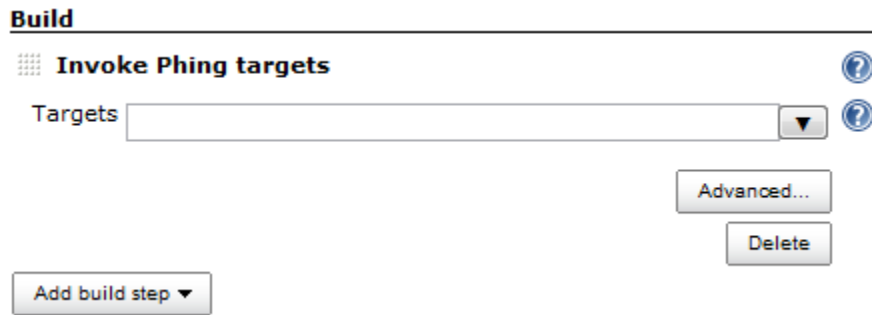 Build
Invoke Phing targets
Targets
Advanced...
Delete
Add build step